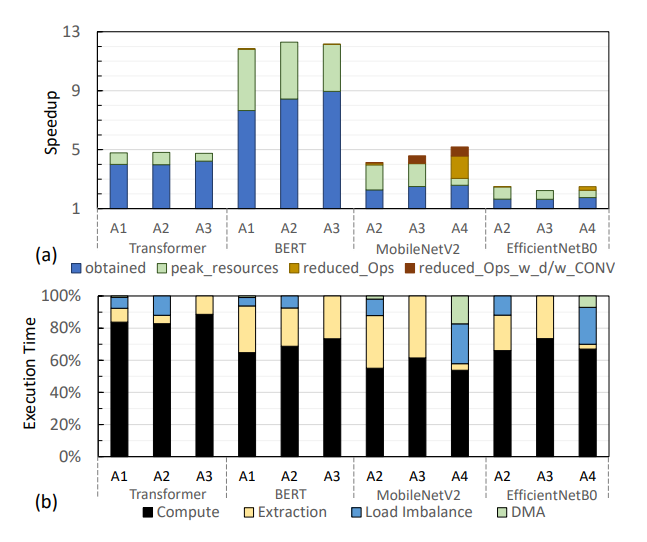 13
9
5
1
Speedup
A1 A2 A3 A1 A2 A3 A2 A3 A4 A2 A3 A4
Transformer BERT MobileNetV2 EfficientNetB0
(a)
obtained peak_resources reduced_Ops reduced_Ops_w_d/w_CONV
100%
80%
60%
40%
20%
0%
Execution Time
A1 A2 A3 A1 A2 A3 A2 A3 A4 A2 A3 A4
Transformer BERT MobileNetV2 EfficientNetB0
(b)
Compute Extraction Load Imbalance DMA